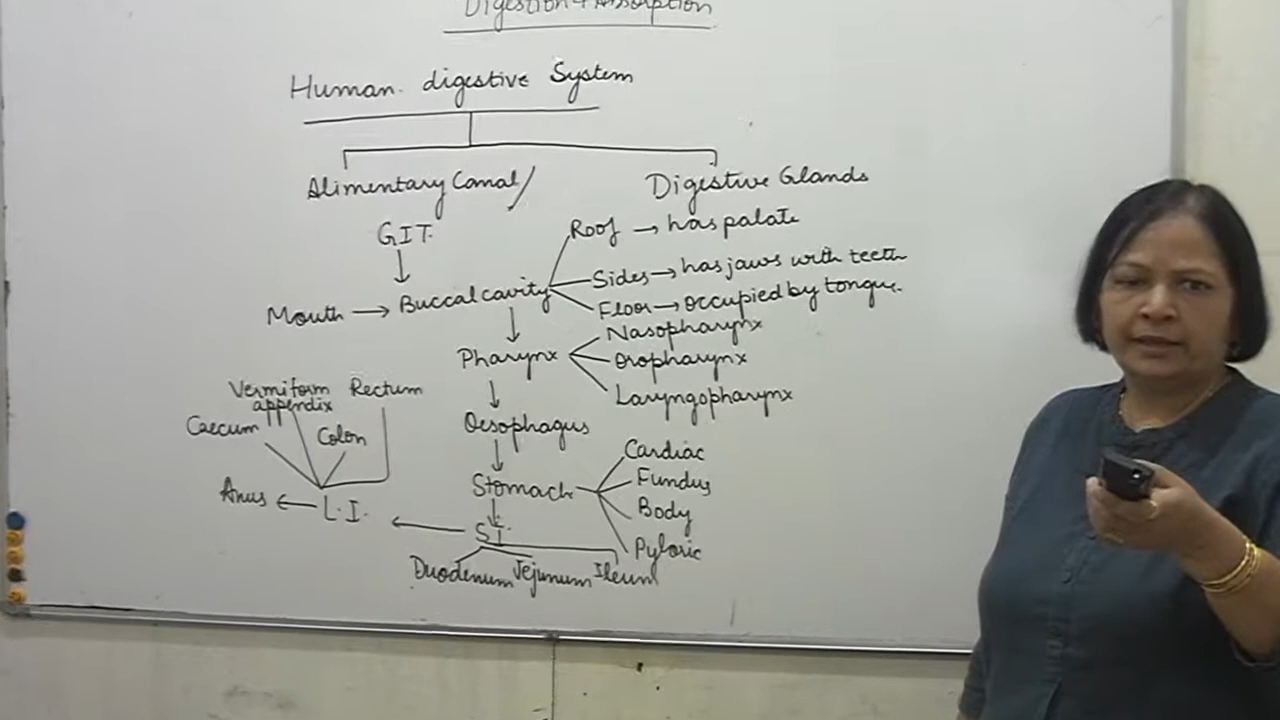 Digestion + Absorption
Human digestive System
Alimentary Canal/
Digestive Glands
GIT
Roof → has palate
Sides → has jaws with teeth
Floor → occupied by tongue.
Mouth → Buccal cavity
Nasopharynx
Pharynx
Oropharynx
Laryngopharynx
Vermiform
appendix
Rectum
Caecum
Colon
Oesophagus
Cardiac
Stomach
Fundus
Body
Pyloric
Anus ← L.I. ← S.I.
Duodenum Jejunum Ileum